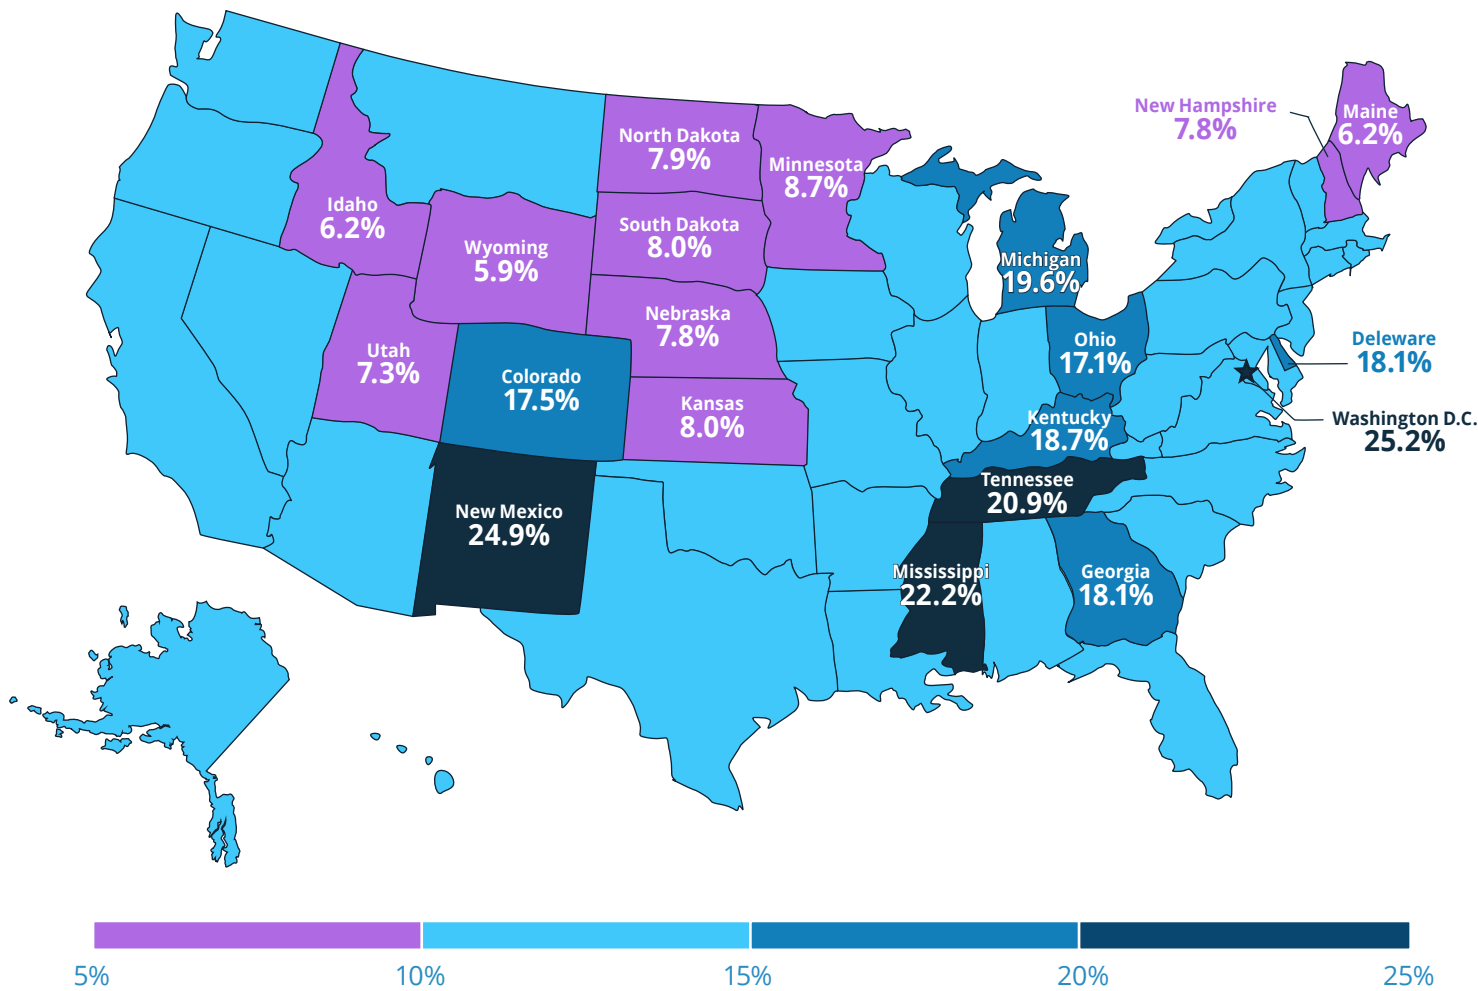 New Hampshire
7.8%
Maine
6.2%
North Dakota
7.9%
Minnesota
8.7%
Idaho
6.2%
South Dakota
8.0%
Wyoming
5.9%
Michigan
19.6%
Nebraska
7.8%
Utah
7.3%
Ohio
17.1%
Deleware
18.1%
Colorado
17.5%
Kansas
8.0%
Kentucky
18.7%
Washington D.C.
25.2%
Tennessee
20.9%
New Mexico
24.9%
Mississippi
22.2%
Georgia
18.1%
5%
10%
15%
20%
25%